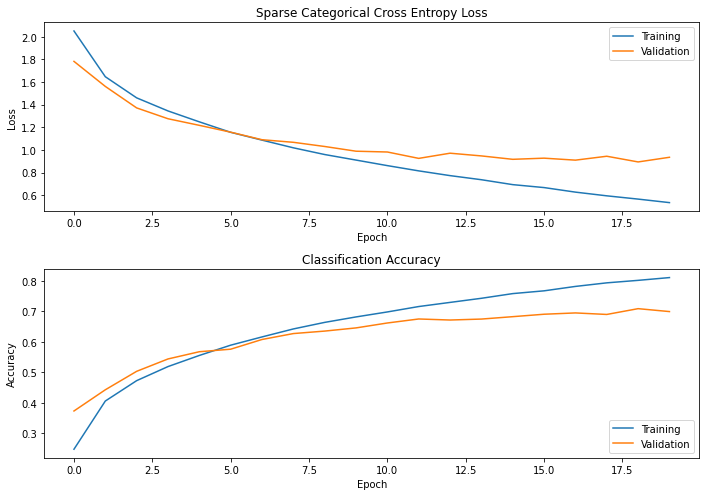 Sparse Categorical Cross Entropy Loss
2.0
1.8
1.6
1.4
1.2
1.0
0.8
0.6
Loss
Training
Validation
0.0 2.5 5.0 7.5 10.0 12.5 15.0 17.5
Epoch
Classification Accuracy
0.8
0.7
0.6
0.5
0.4
0.3
Accuracy
Training
Validation
0.0 2.5 5.0 7.5 10.0 12.5 15.0 17.5
Epoch